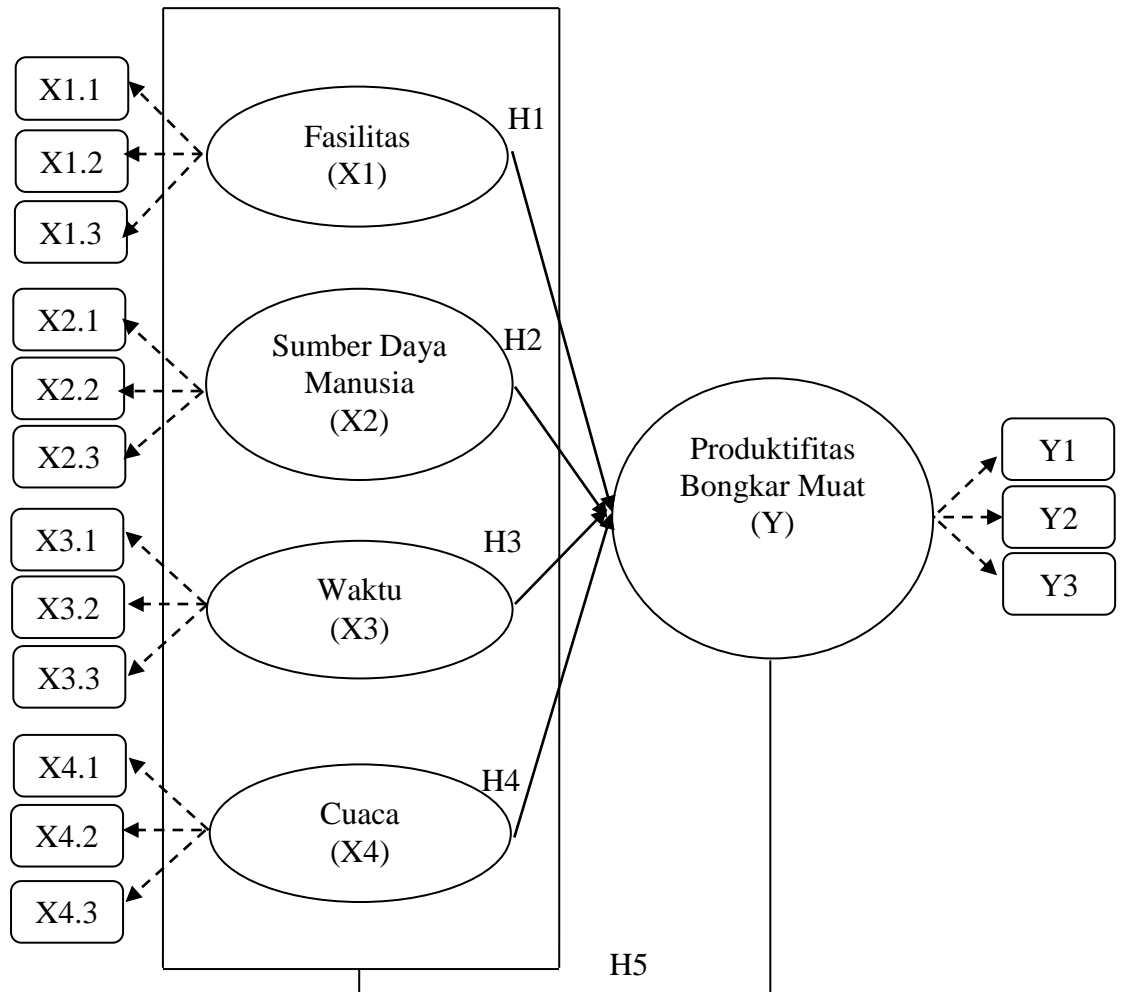 X1.1
X1.2
X1.3
Fasilitas
(X1)
H1
X2.1
X2.2
X2.3
Sumber Daya
Manusia
(X2)
H2
X3.1
X3.2
X3.3
Waktu
(X3)
H3
X4.1
X4.2
X4.3
Cuaca
(X4)
H4
Produktifitas
Bongkar Muat
(Y)
Y1
Y2
Y3
H5